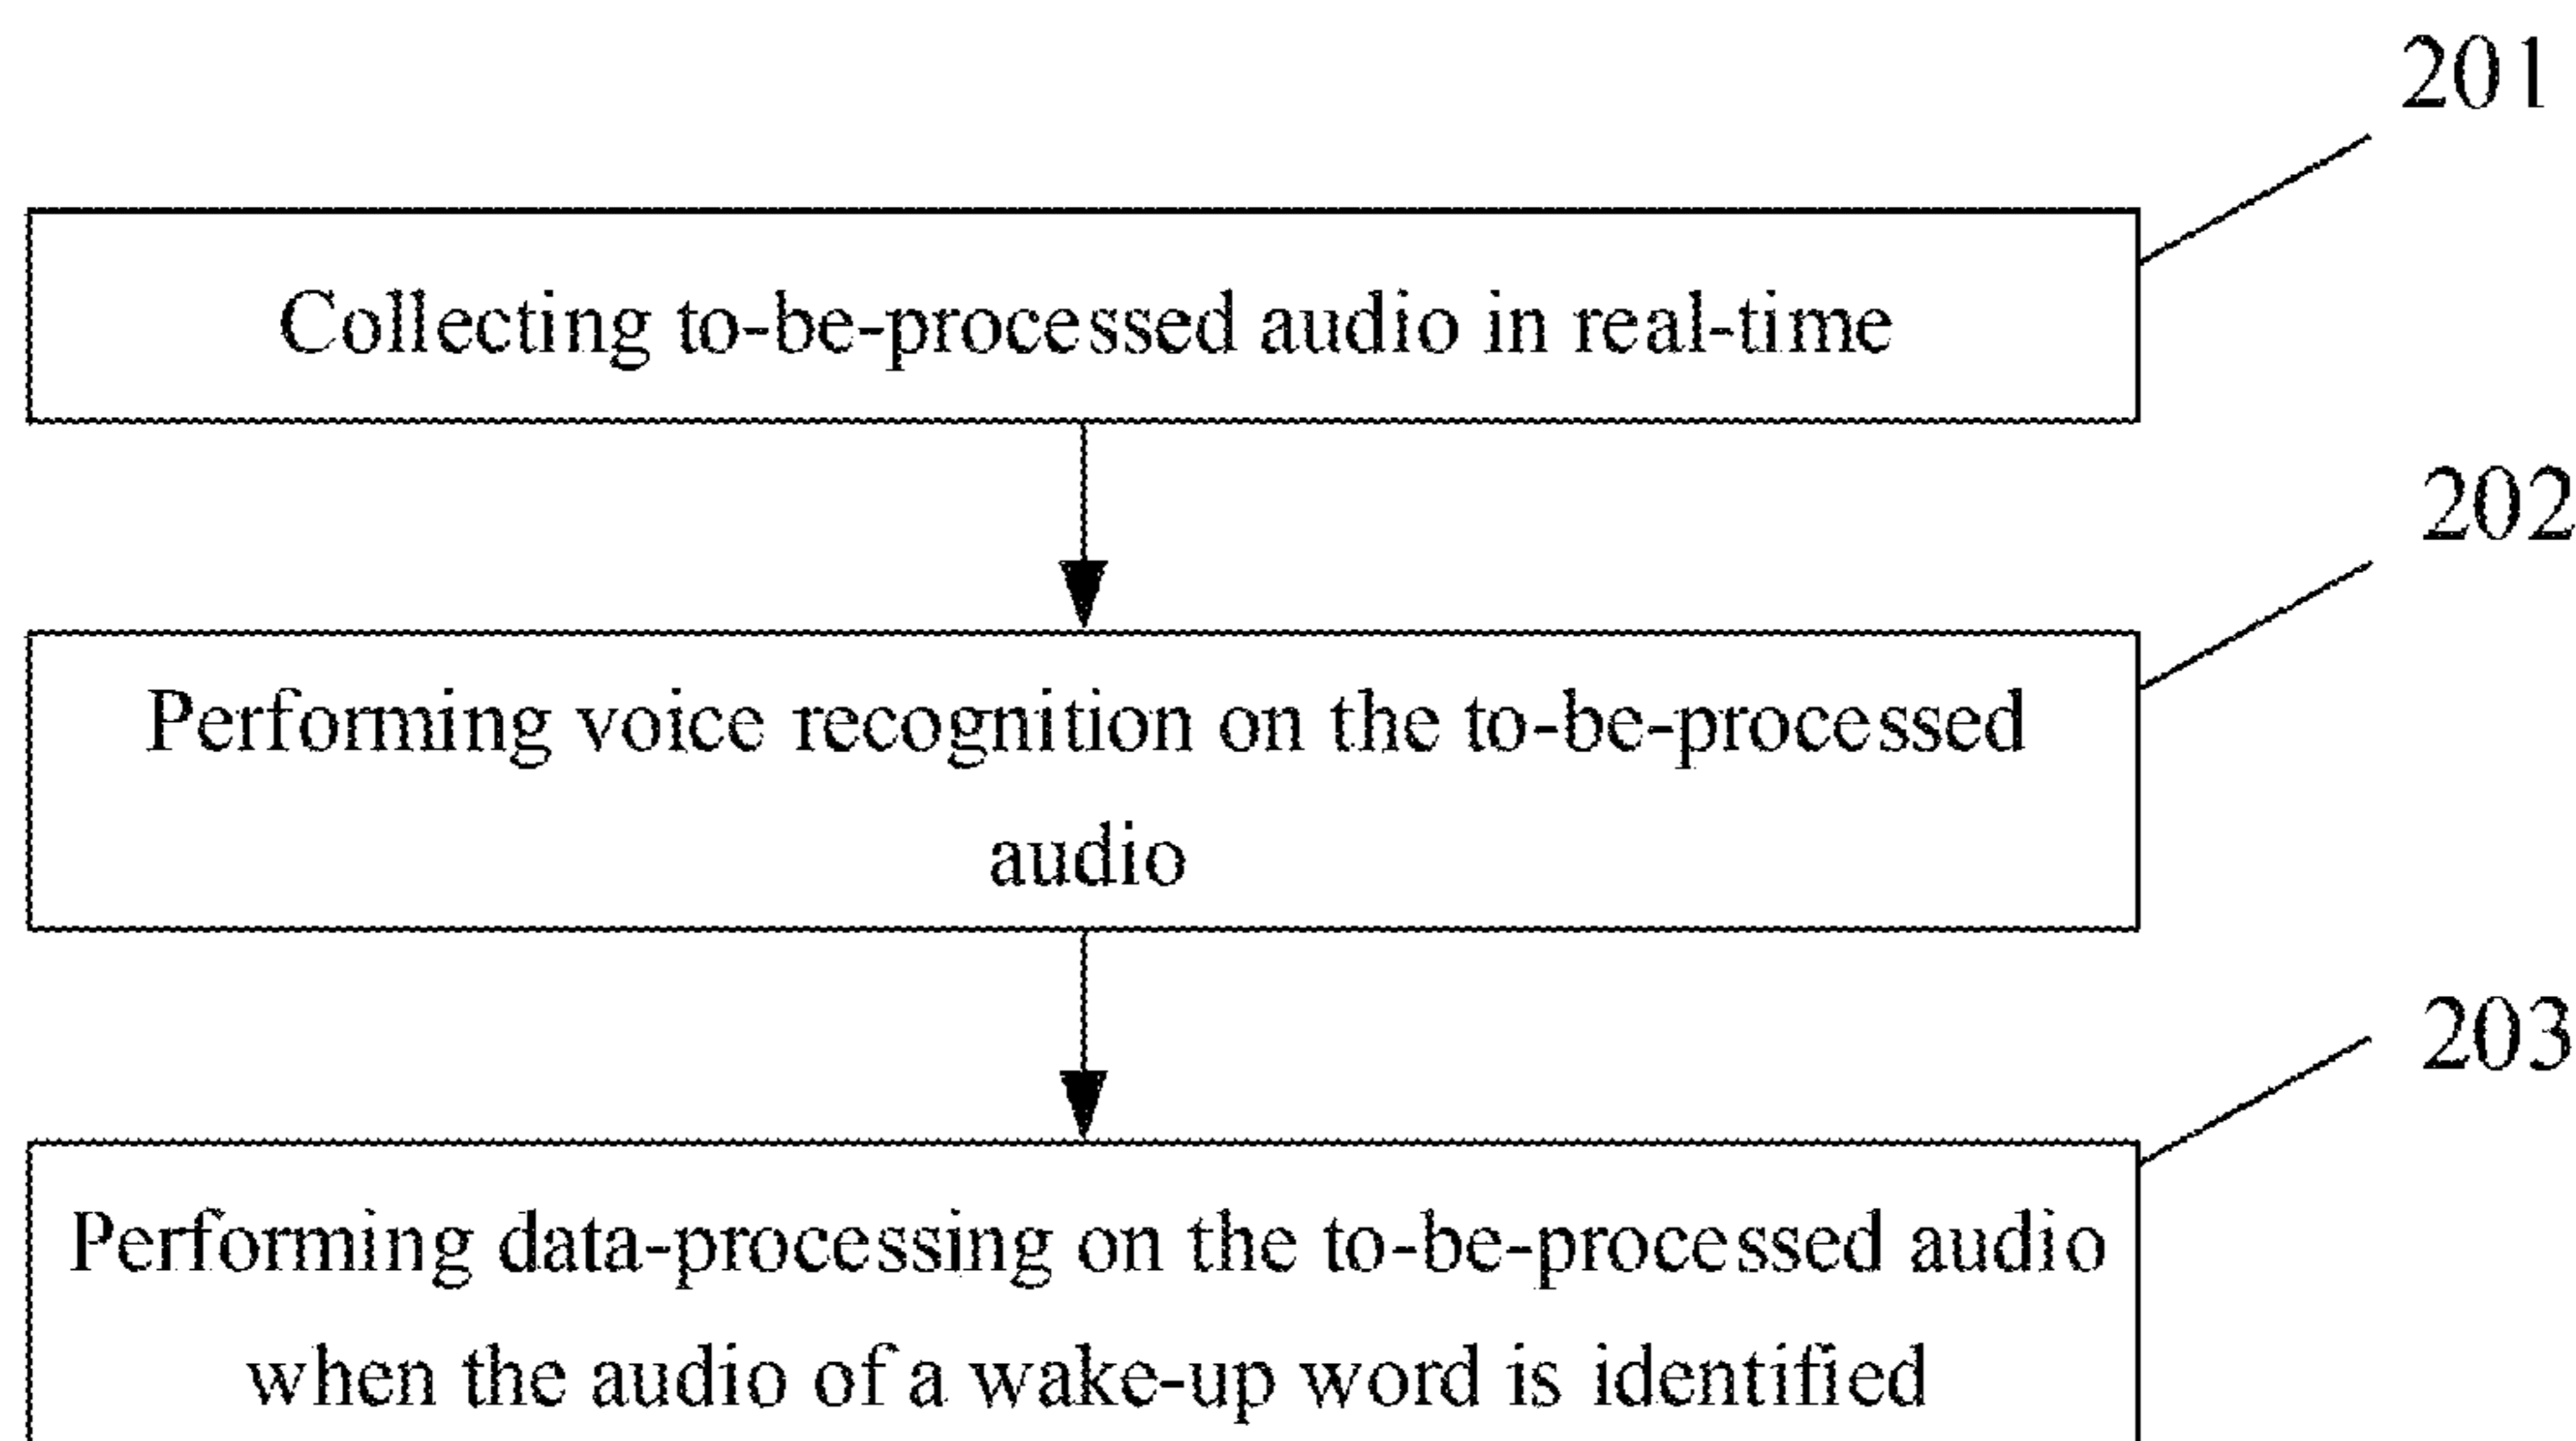 201
Collecting to-be-processed audio in real-time
202
Performing voice recognition on the to-be-processed
audio
203
Performing data-processing on the to-be-processed audio
when the audio of a wake-up word is identified